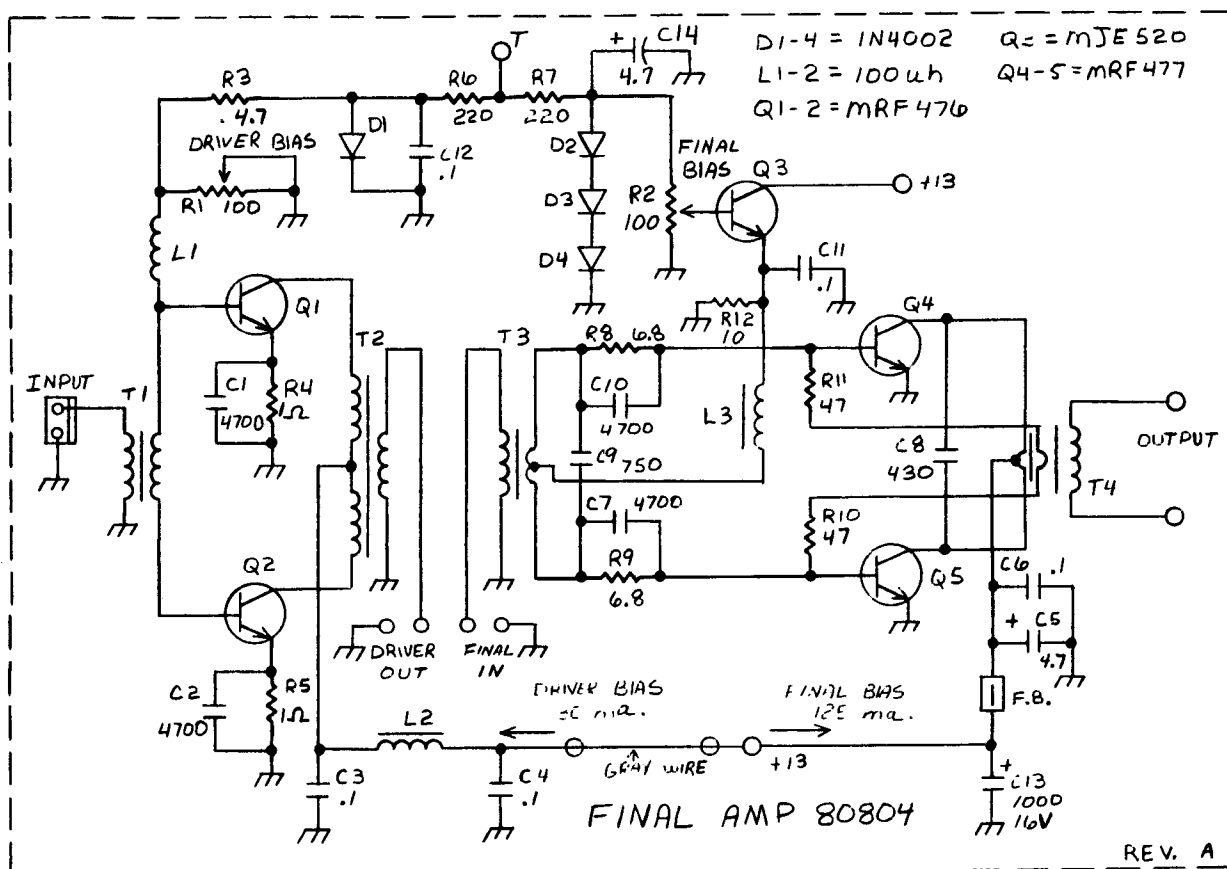 D1-4 = 1N4002
L1-2 = 100uh
Q1-2 = MRF476
MJE520
Q4-5 = MRF477
T
C14
+
4.7
R3
4.7
R6
220
R7
220
D1
C12
.1
DRIVER BIAS
R1 100
D2
D3
D4
FINAL
BIAS
R2
100
Q3
+13
L1
Q1
C11
.1
R12
10
Q4
INPUT
T1
C1
4700
R4
1Ω
T2
T3
R8 6.8
C10
4700
C9 750
L3
R11
47
C8
430
OUTPUT
T4
C7 4700
R9
6.8
R10
47
Q5
Q2
C6 .1
+ C5
4.7
DRIVER
OUT
FINAL
IN
C2
4700
R5
1Ω
L2
DRIVER BIAS
ma.
FINAL BIAS
125 ma.
F.B.
GRAY WIRE
+13
C3
.1
C4
.1
+
C13
1000
16V
FINAL AMP 80804
REV. A